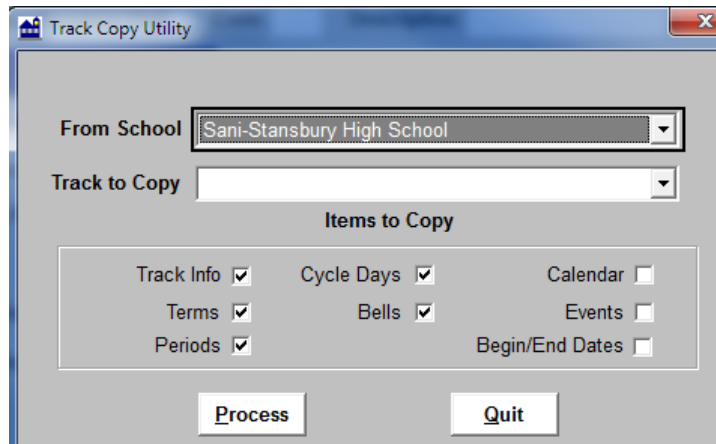 Track Copy Utility
From School Sani-Stansbury High School
Track to Copy
Items to Copy
Track Info Cycle Days Calendar
Terms Bells Events
Periods Begin/End Dates
Process Quit